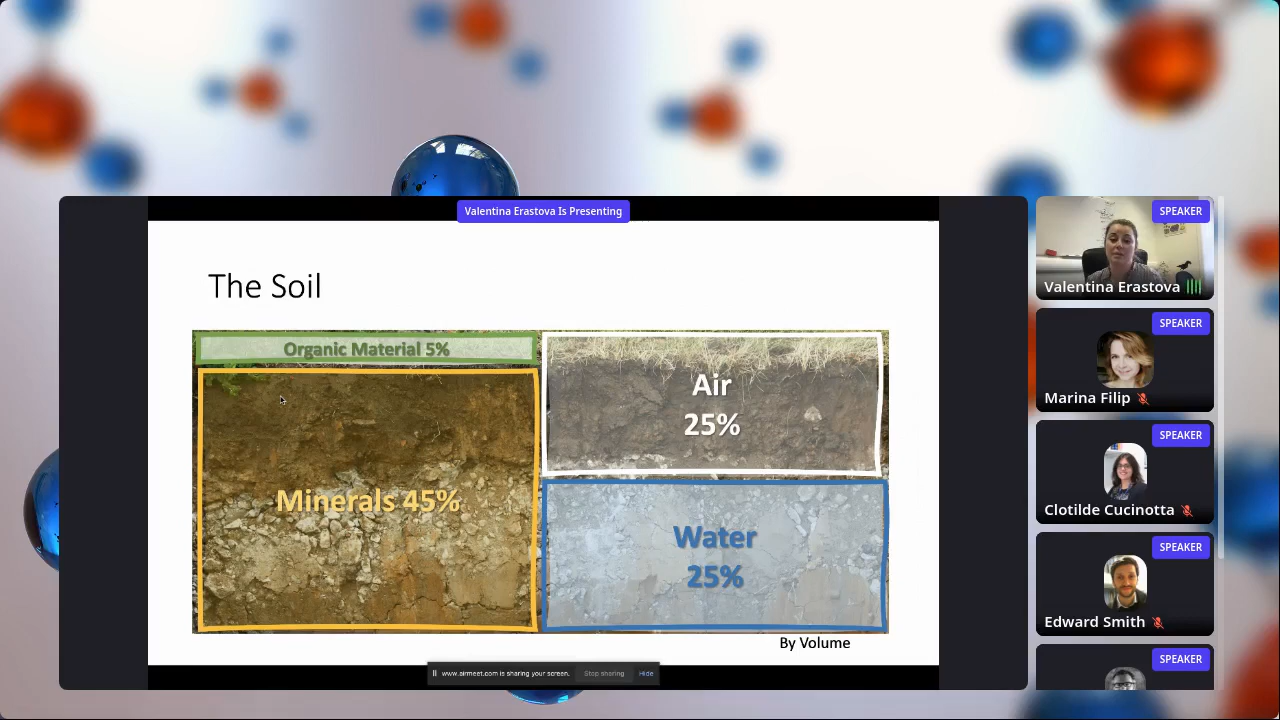 Valentina Erastova Is Presenting
The Soil
Organic Material 5%
Minerals 45%
Air
25%
Water
25%
By Volume
www.airmeet.com is sharing your screen.
Stop sharing
Hide
SPEAKER
Valentina Erastova
SPEAKER
Marina Filip
SPEAKER
Clotilde Cucinotta
SPEAKER
Edward Smith
SPEAKER